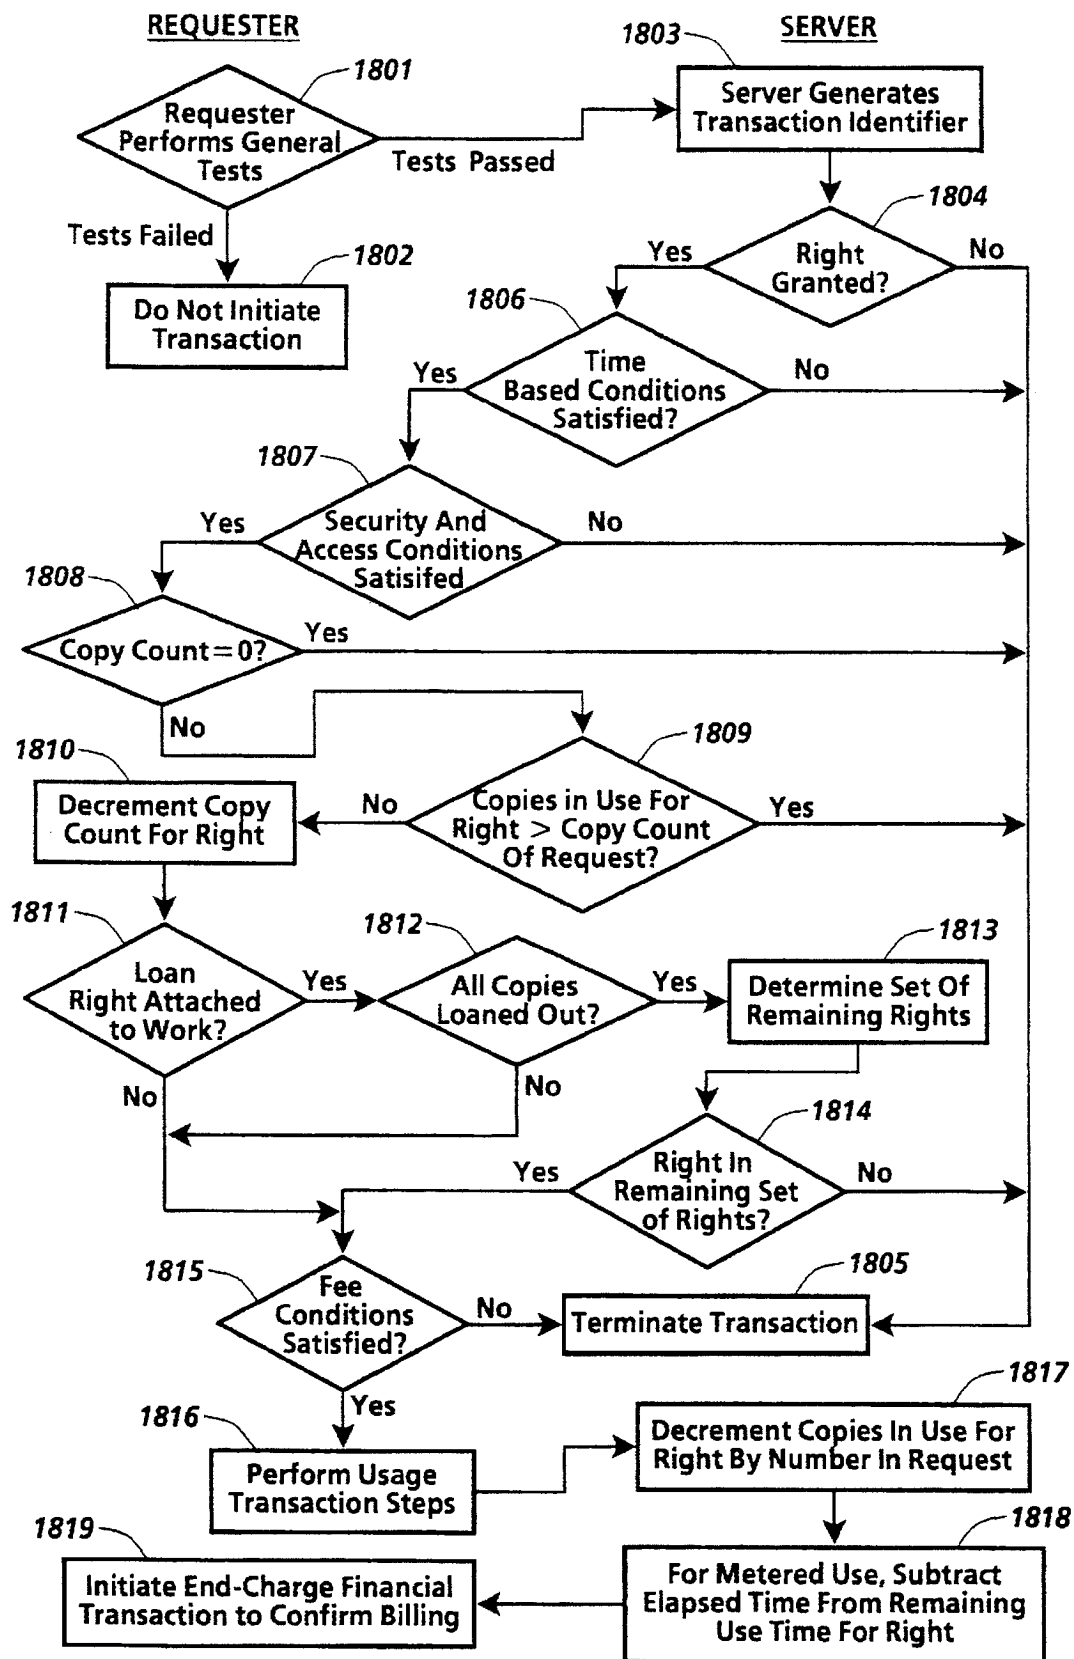 REQUESTER
SERVER
1803
1801
Requester
Performs General
Tests
Server Generates
Transaction Identifier
Tests Passed
1804
Tests Failed
1802
Yes
Right
Granted?
No
Do Not Initiate
Transaction
1806
Yes
Time
Based Conditions
Satisfied?
No
1807
Yes
Security And
Access Conditions
Satisifed
No
1808
Copy Count=0?
Yes
No
1809
1810
Decrement Copy
Count For Right
No
Copies in Use For
Right > Copy Count
Of Request?
Yes
1811
1812
1813
Loan
Right Attached
to Work?
Yes
All Copies
Loaned Out?
Yes
Determine Set Of
Remaining Rights
No
No
1814
Yes
Right In
Remaining Set
of Rights?
No
1815
1805
Fee
Conditions
Satisfied?
No
Terminate Transaction
Yes
1817
1816
Decrement Copies In Use For
Right By Number In Request
Perform Usage
Transaction Steps
1819
1818
Initiate End-Charge Financial
Transaction to Confirm Billing
For Metered Use, Subtract
Elapsed Time From Remaining
Use Time For Right